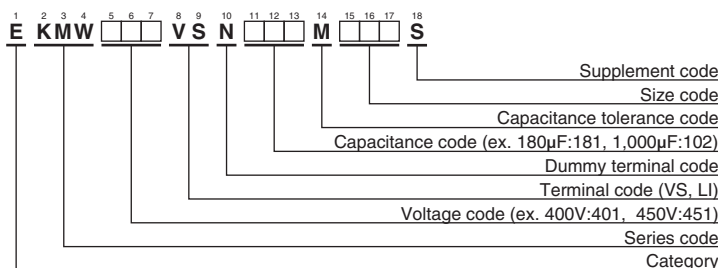 1 2 3 4 5 6 7 8 9 10 11 12 13 14 15 16 17 18
E KMW VS N M S
Supplement code
Size code
Capacitance tolerance code
Capacitance code (ex. 180μF:181, 1,000μF:102)
Dummy terminal code
Terminal code (VS, LI)
Voltage code (ex. 400V:401, 450V:451)
Series code
Category